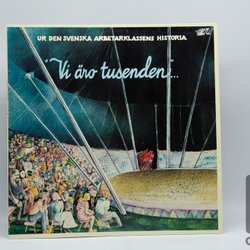 UR DEN SVENSKA ARBETARKLASSENS HISTORIA
"Vi äro tusenden"...